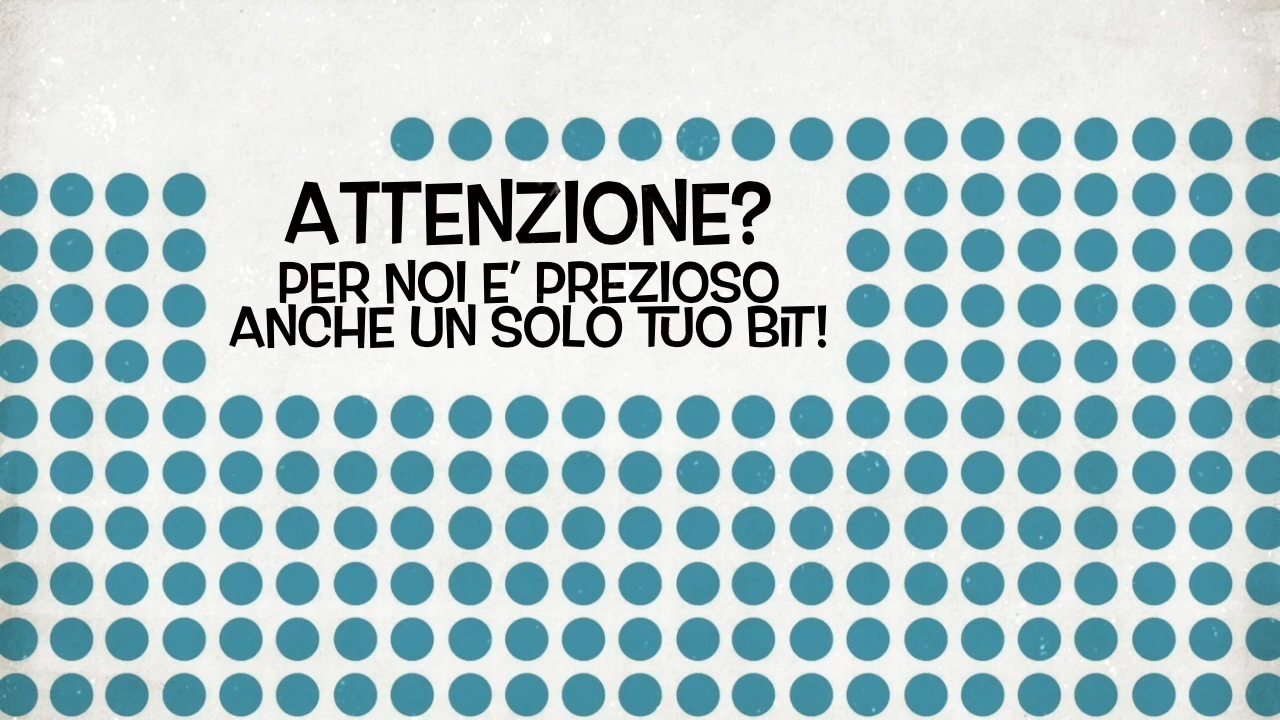 ATTENZIONE?
PER NOI E' PREZIOSO
ANCHE UN SOLO TUO BIT!